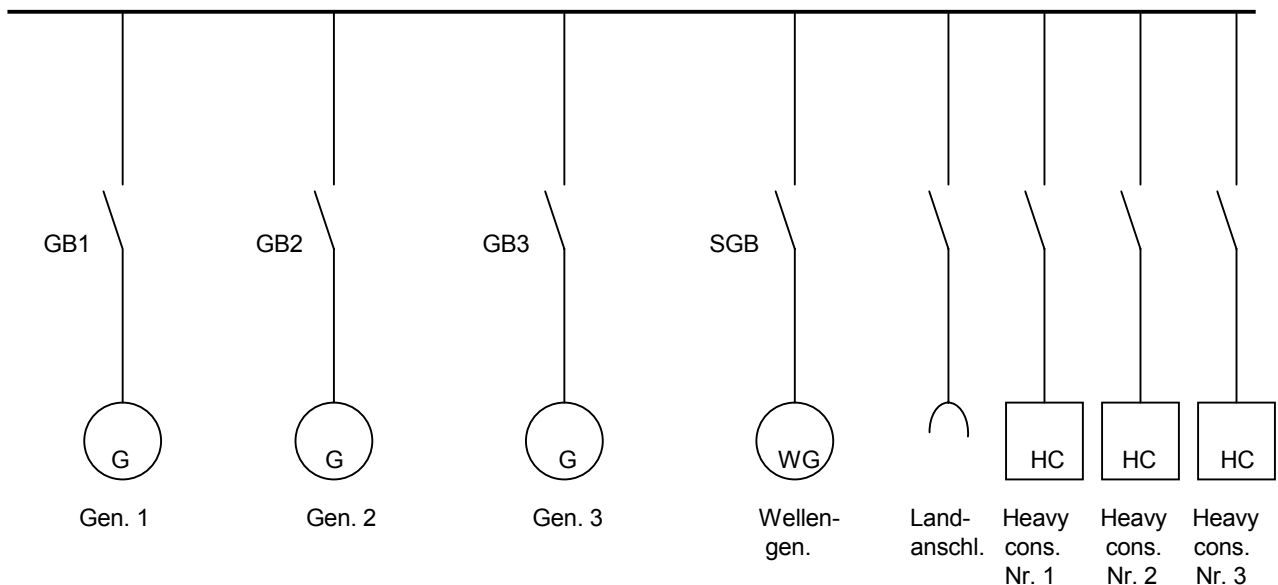 GB1
GB2
GB3
SGB
G
G
G
WG
HC
HC
HC
Gen. 1
Gen. 2
Gen. 3
Wellen-
gen.
Land-
anschl.
Heavy
cons.
Nr. 1
Heavy
cons.
Nr. 2
Heavy
cons.
Nr. 3